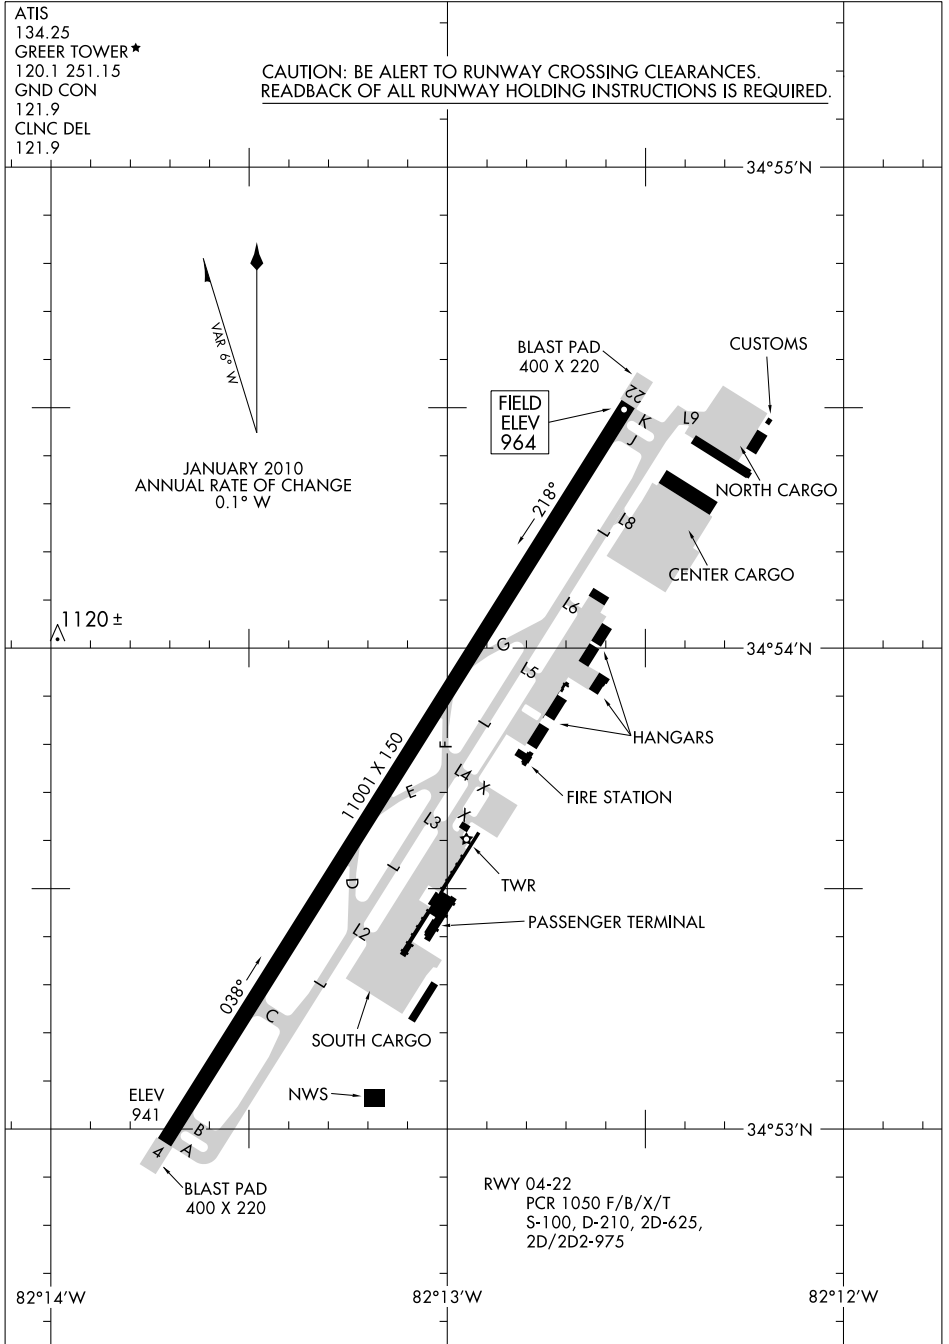 ATIS
134.25
GREER TOWER★
120.1 251.15
GND CON
121.9
CLNC DEL
121.9
CAUTION: BE ALERT TO RUNWAY CROSSING CLEARANCES.
READBACK OF ALL RUNWAY HOLDING INSTRUCTIONS IS REQUIRED.
34°55'N
VAR 6° W
JANUARY 2010
ANNUAL RATE OF CHANGE
0.1° W
BLAST PAD
400 X 220
CUSTOMS
22
FIELD
ELEV
964
K
L9
J
NORTH CARGO
218°
L8
L
CENTER CARGO
L6
1120 ±
G
34°54'N
L5
L
HANGARS
F
11001 X 150
L4
X
E
FIRE STATION
L3
X
L
TWR
D
PASSENGER TERMINAL
L2
038°
L
C
SOUTH CARGO
NWS
ELEV
941
B
A
34°53'N
4
BLAST PAD
400 X 220
RWY 04-22
PCR 1050 F/B/X/T
S-100, D-210, 2D-625,
2D/2D2-975
82°14'W
82°13'W
82°12'W